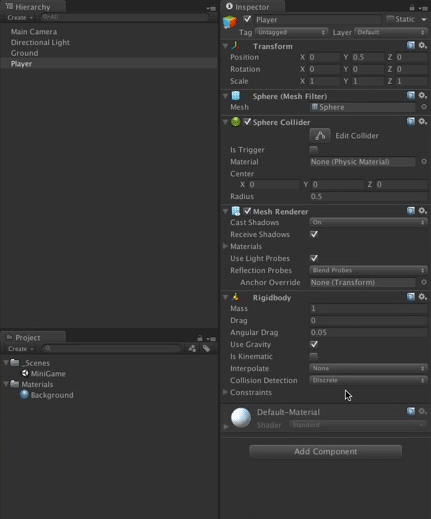 Hierarchy
Create
All
Main Camera
Directional Light
Ground
Player
Project
Create
_Scenes
MiniGame
Materials
Background
Inspector
Player Static
Tag Untagged Layer Default
Transform
Position X 0 Y 0.5 Z 0
Rotation X 0 Y 0 Z 0
Scale X 1 Y 1 Z 1
Sphere (Mesh Filter)
Mesh Sphere
Sphere Collider
Edit Collider
Is Trigger
Material None (Physic Material)
Center
X 0 Y 0 Z 0
Radius 0.5
Mesh Renderer
Cast Shadows On
Receive Shadows
Materials
Use Light Probes
Reflection Probes Blend Probes
Anchor Override None (Transform)
Rigidbody
Mass 1
Drag 0
Angular Drag 0.05
Use Gravity
Is Kinematic
Interpolate None
Collision Detection Discrete
Constraints
Default-Material
Shader Standard
Add Component